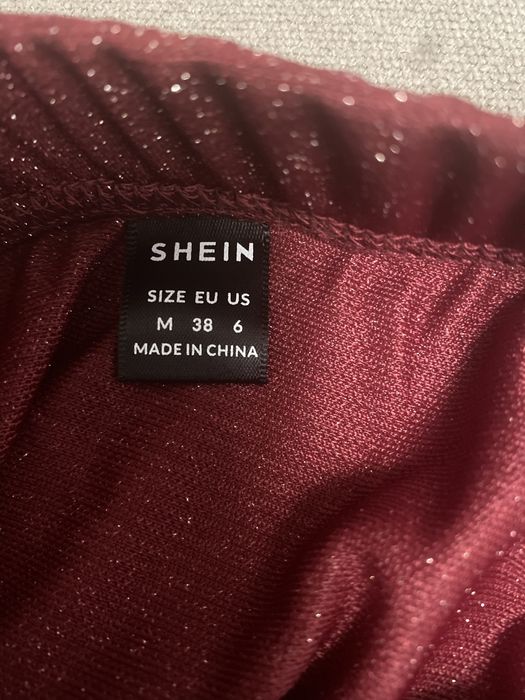 SHEIN
SIZE EU US
M 38 6
MADE IN CHINA